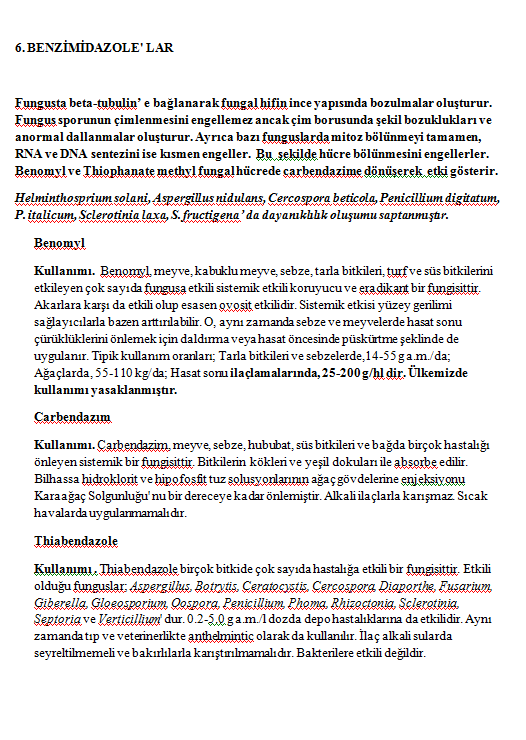 6. BENZİMİDAZOLE' LAR
Fungusta beta-tubulin’ e bağlanarak fungal hifin ince yapısında bozulmalar oluşturur.
Fungus sporunun çimlenmesini engellemez ancak çim borusunda şekil bozuklukları ve
anormal dallanmalar oluşturur. Ayrıca bazı funguslarda mitoz bölünmeyi tamamen,
RNA ve DNA sentezini ise kısmen engeller. Bu şekilde hücre bölünmesini engellerler.
Benomyl ve Thiophanate methyl fungal hücrede carbendazime dönüşerek etki gösterir.
Helminthosprium solani, Aspergillus nidulans, Cercospora beticola, Penicillium digitatum,
P. italicum, Sclerotinia laxa, S. fructigena’ da dayanıklılık oluşumu saptanmıştır.
Benomyl
Kullanımı. Benomyl, meyve, kabuklu meyve, sebze, tarla bitkileri, turf ve süs bitkilerini
etkileyen çok sayıda fungusa etkili sistemik etkili koruyucu ve eradikant bir fungisittir.
Akarlara karşı da etkili olup esasen ovosit etkilidir. Sistemik etkisi yüzey gerilimi
sağlayıcılarla bazen arttırılabilir. O, aynı zamanda sebze ve meyvelerde hasat sonu
çürüklüklerini önlemek için daldırma veya hasat öncesinde püskürtme şeklinde de
uygulanır. Tipik kullanım oranları; Tarla bitkileri ve sebzelerde,14-55 g a.m./da;
Ağaçlarda, 55-110 kg/da; Hasat sonu ilaçlamalarında, 25-200 g/hl dir. Ülkemizde
kullanımı yasaklanmıştır.
Carbendazım
Kullanımı. Carbendazim, meyve, sebze, hububat, süs bitkileri ve bağda birçok hastalığı
önleyen sistemik bir fungisittir. Bitkilerin kökleri ve yeşil dokuları ile absorbe edilir.
Bilhassa hidroklorit ve hipofosfit tuz solusyonlarının ağaç gövdelerine enjeksiyonu
Karaağaç Solgunluğu' nu bir dereceye kadar önlemiştir. Alkali ilaçlarla karışmaz. Sıcak
havalarda uygulanmamalıdır.
Thiabendazole
Kullanımı . Thiabendazole birçok bitkide çok sayıda hastalığa etkili bir fungisittir. Etkili
olduğu funguslar; Aspergillus, Botrytis, Ceratocystis, Cercospora, Diaporthe, Fusarium,
Giberella, Gloeosporium, Oospora, Penicillium, Phoma, Rhizoctonia, Sclerotinia,
Septoria ve Verticillium' dur. 0.2-5.0 g a.m./l dozda depo hastalıklarına da etkilidir. Aynı
zamanda tıp ve veterinerlikte anthelmintic olarak da kullanılır. İlaç alkali sularda
seyreltilmemeli ve bakırlılarla karıştırılmamalıdır. Bakterilere etkili değildir.